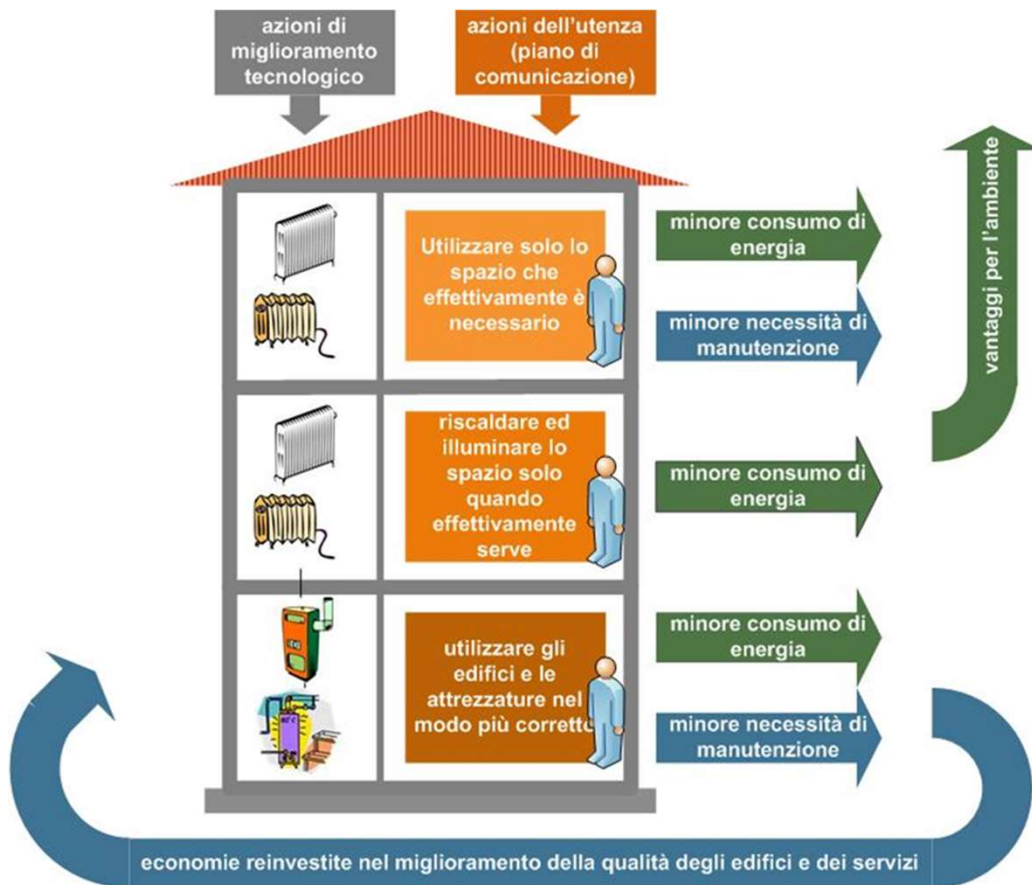 azioni di
miglioramento
tecnologico
azioni dell'utenza
(piano di
comunicazione)
Utilizzare solo lo
spazio che
effettivamente è
necessario
minore consumo di
energia
minore necessità di
manutenzione
riscaldare ed
illuminare lo
spazio solo
quando
effettivamente
serve
minore consumo di
energia
utilizzare gli
edifici e le
attrezzature nel
modo più corretto
minore consumo di
energia
minore necessità di
manutenzione
vantaggi per l'ambiente
economie reinvestite nel miglioramento della qualità degli edifici e dei servizi